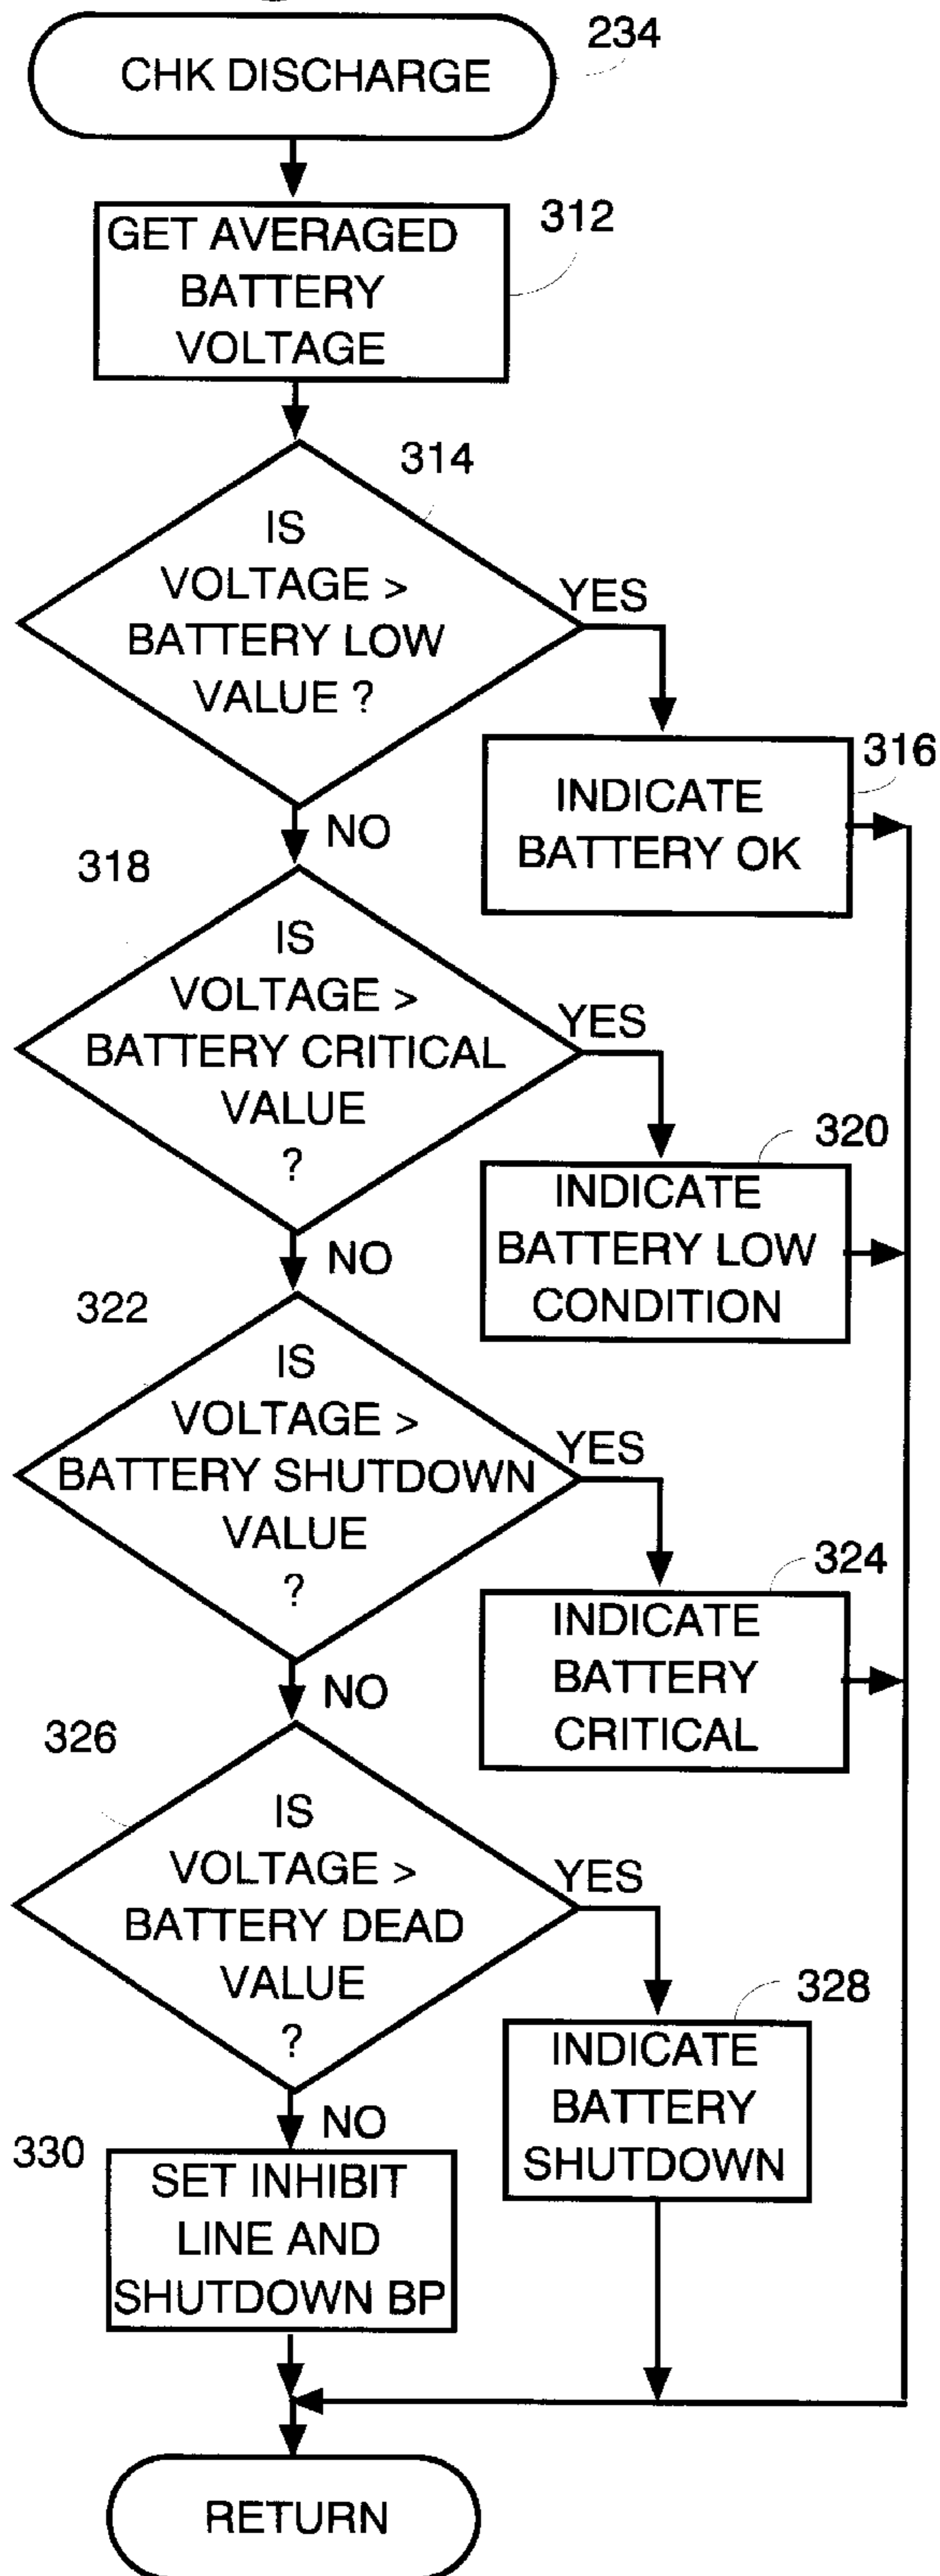 CHK DISCHARGE
234
GET AVERAGED
BATTERY
VOLTAGE
312
314
IS
VOLTAGE >
BATTERY LOW
VALUE ?
YES
316
INDICATE
BATTERY OK
NO
318
IS
VOLTAGE >
BATTERY CRITICAL
VALUE
?
YES
320
INDICATE
BATTERY LOW
CONDITION
NO
322
IS
VOLTAGE >
BATTERY SHUTDOWN
VALUE
?
YES
324
INDICATE
BATTERY
CRITICAL
NO
326
IS
VOLTAGE >
BATTERY DEAD
VALUE
?
YES
328
INDICATE
BATTERY
SHUTDOWN
NO
330
SET INHIBIT
LINE AND
SHUTDOWN BP
RETURN